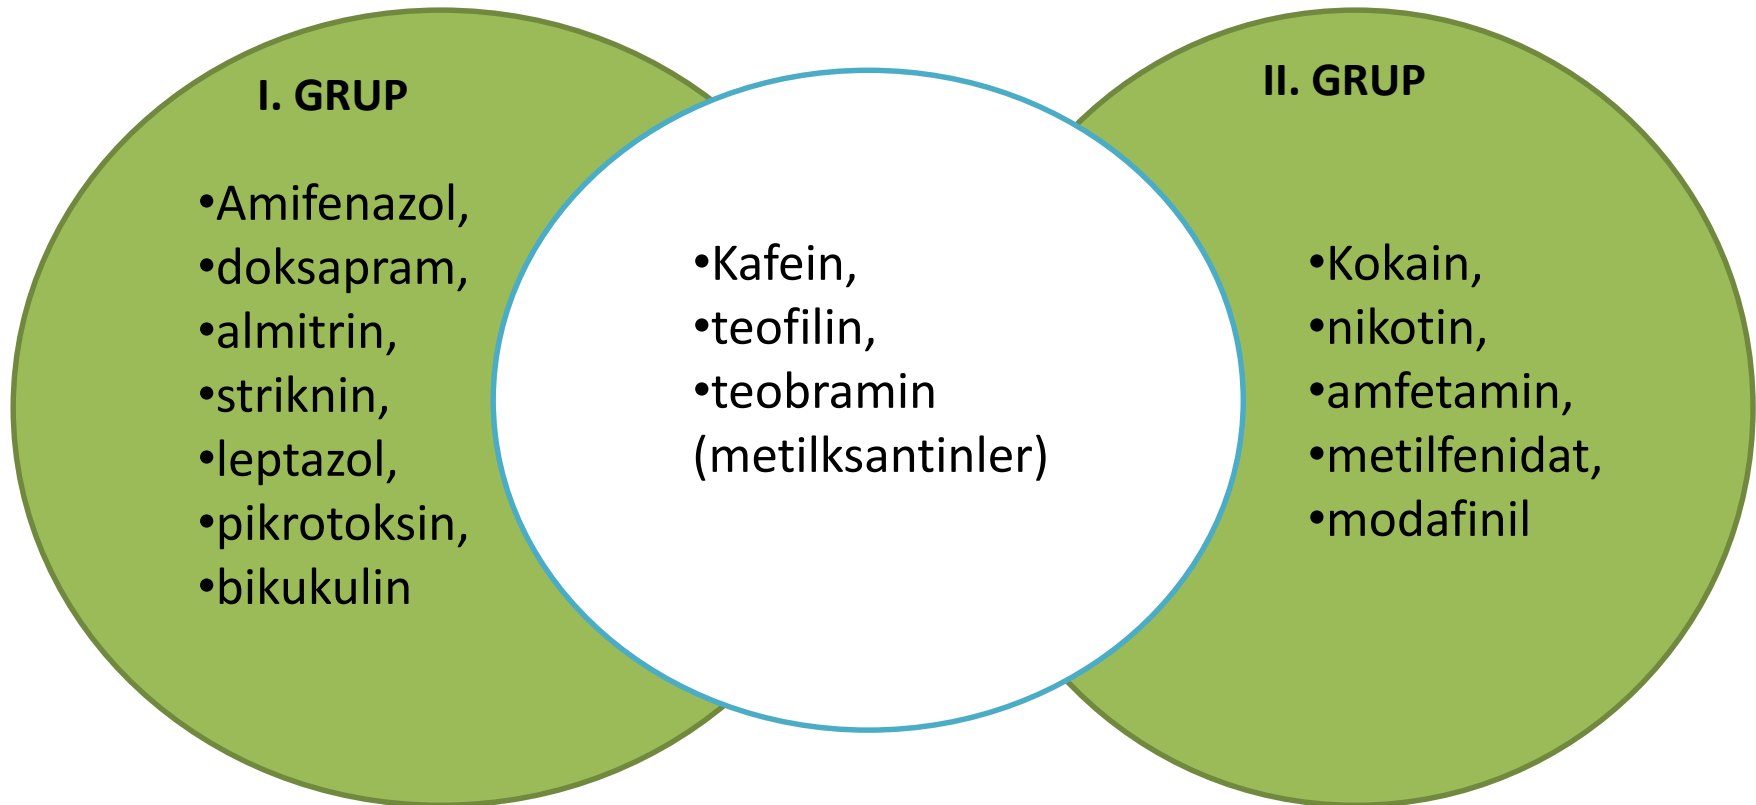 I. GRUP
•Amifenazol,
•doksapram,
•almitrin,
•striknin,
•leptazol,
•pikrotoksin,
•bikukulin
•Kafein,
•teofilin,
•teobramin
(metilksantinler)
II. GRUP
•Kokain,
•nikotin,
•amfetamin,
•metilfenidat,
•modafinil